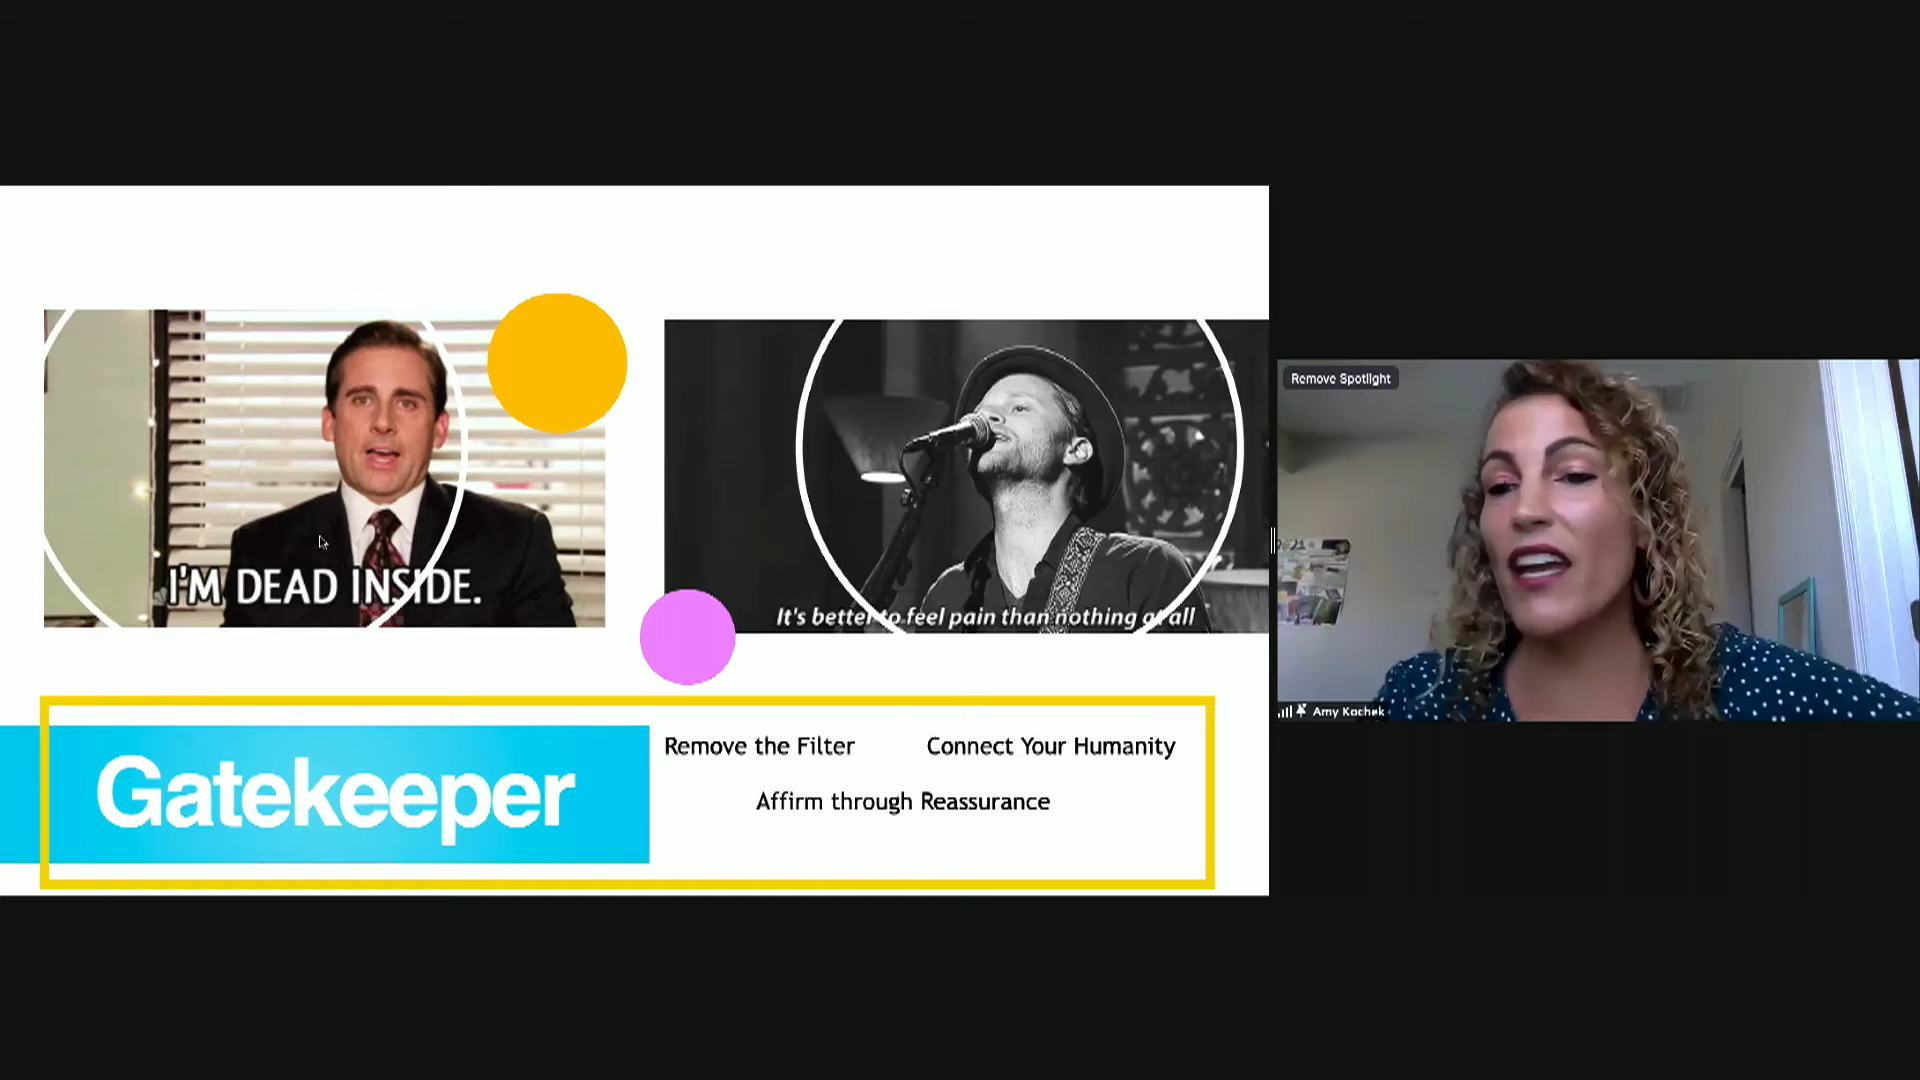 I'M DEAD INSIDE.
It's better to feel pain than nothing at all
Gatekeeper
Remove the Filter
Connect Your Humanity
Affirm through Reassurance
Remove Spotlight
2021
Amy Kochek